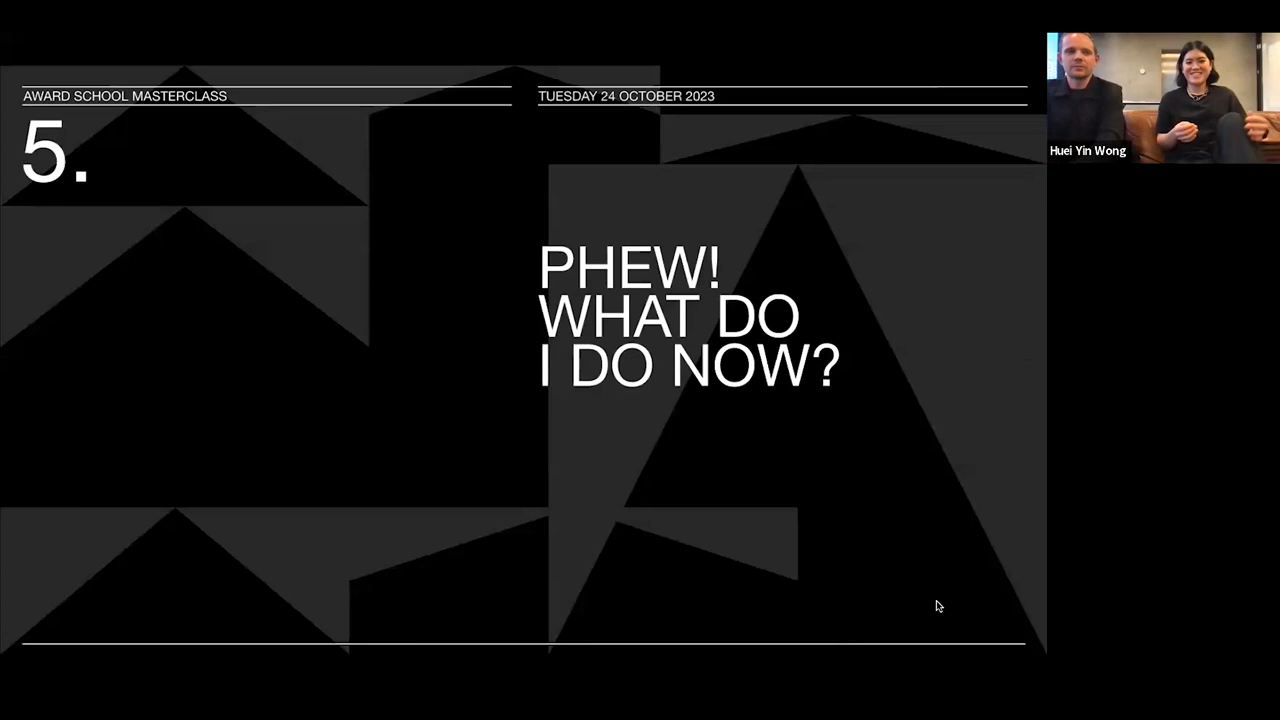 AWARD SCHOOL MASTERCLASS
TUESDAY 24 OCTOBER 2023
5.
PHEW!
WHAT DO
I DO NOW?
Huei Yin Wong